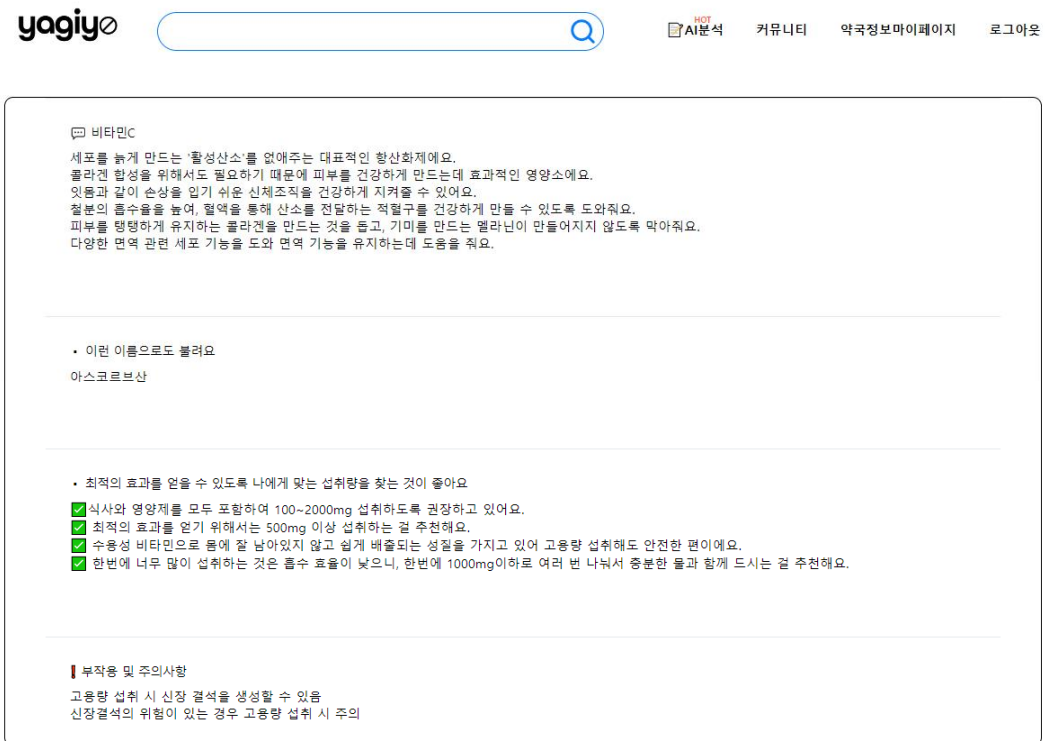 yagiyo
HOT
AI분석
커뮤니티
약국정보마이페이지
로그아웃
비타민C
세포를 늙게 만드는 '활성산소'를 없애주는 대표적인 항산화제에요.
콜라겐 합성을 위해서도 필요하기 때문에 피부를 건강하게 만드는데 효과적인 영양소에요.
잇몸과 같이 손상을 입기 쉬운 신체조직을 건강하게 지켜줄 수 있어요.
철분의 흡수율을 높여, 혈액을 통해 산소를 전달하는 적혈구를 건강하게 만들 수 있도록 도와줘요.
피부를 탱탱하게 유지하는 콜라겐을 만드는 것을 돕고, 기미를 만드는 멜라닌이 만들어지지 않도록 막아줘요.
다양한 면역 관련 세포 기능을 도와 면역 기능을 유지하는데 도움을 줘요.
• 이런 이름으로도 불려요
아스코르브산
• 최적의 효과를 얻을 수 있도록 나에게 맞는 섭취량을 찾는 것이 좋아요
✅식사와 영양제를 모두 포함하여 100~2000mg 섭취하도록 권장하고 있어요.
✅ 최적의 효과를 얻기 위해서는 500mg 이상 섭취하는 걸 추천해요.
✅ 수용성 비타민으로 몸에 잘 남아있지 않고 쉽게 배출되는 성질을 가지고 있어 고용량 섭취해도 안전한 편이에요.
✅ 한번에 너무 많이 섭취하는 것은 흡수 효율이 낮으니, 한번에 1000mg이하로 여러 번 나눠서 충분한 물과 함께 드시는 걸 추천해요.
❗ 부작용 및 주의사항
고용량 섭취 시 신장 결석을 생성할 수 있음
신장결석의 위험이 있는 경우 고용량 섭취 시 주의